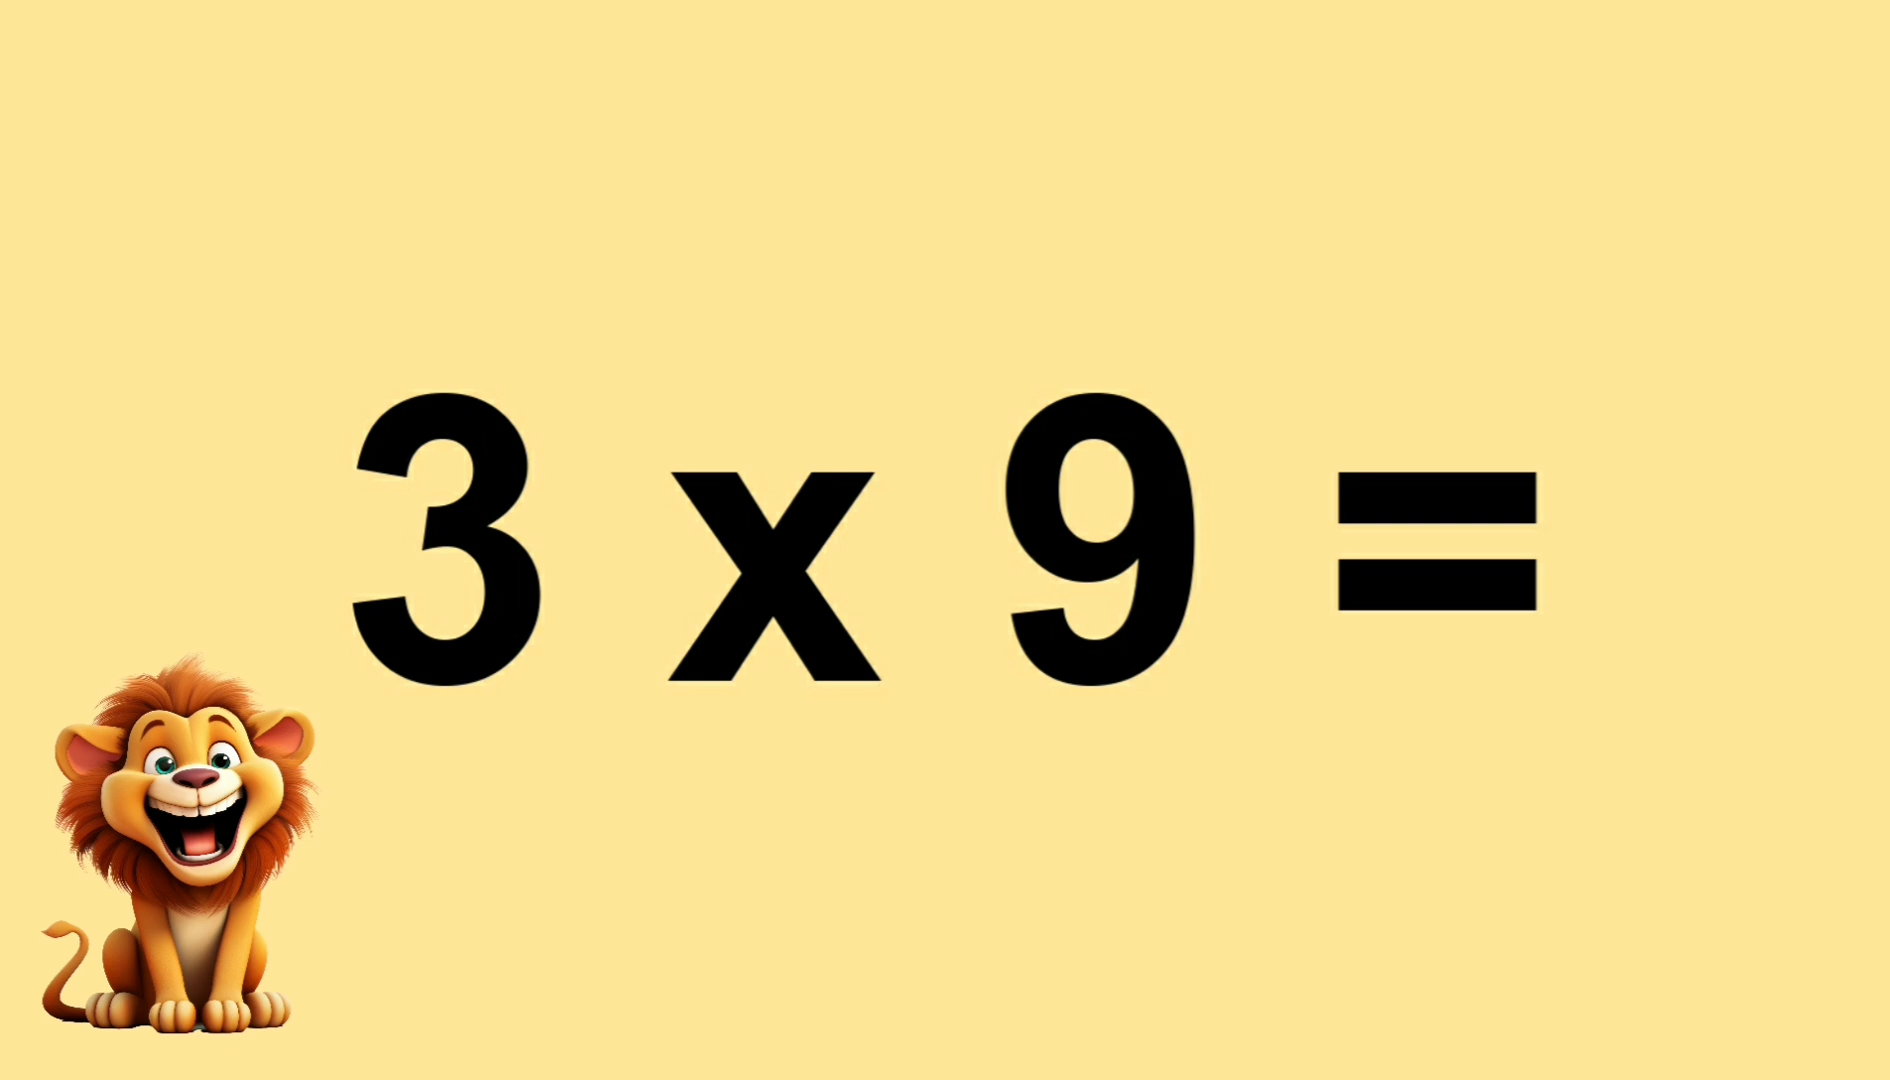 3 x 9 =